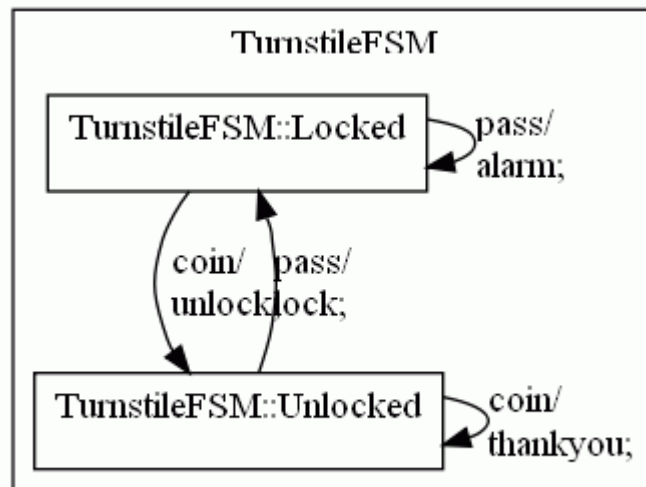 TurnstileFSM
TurnstileFSM::Locked
pass/
alarm;
coin/
unlock;
pass/
lock;
TurnstileFSM::Unlocked
coin/
thankyou;